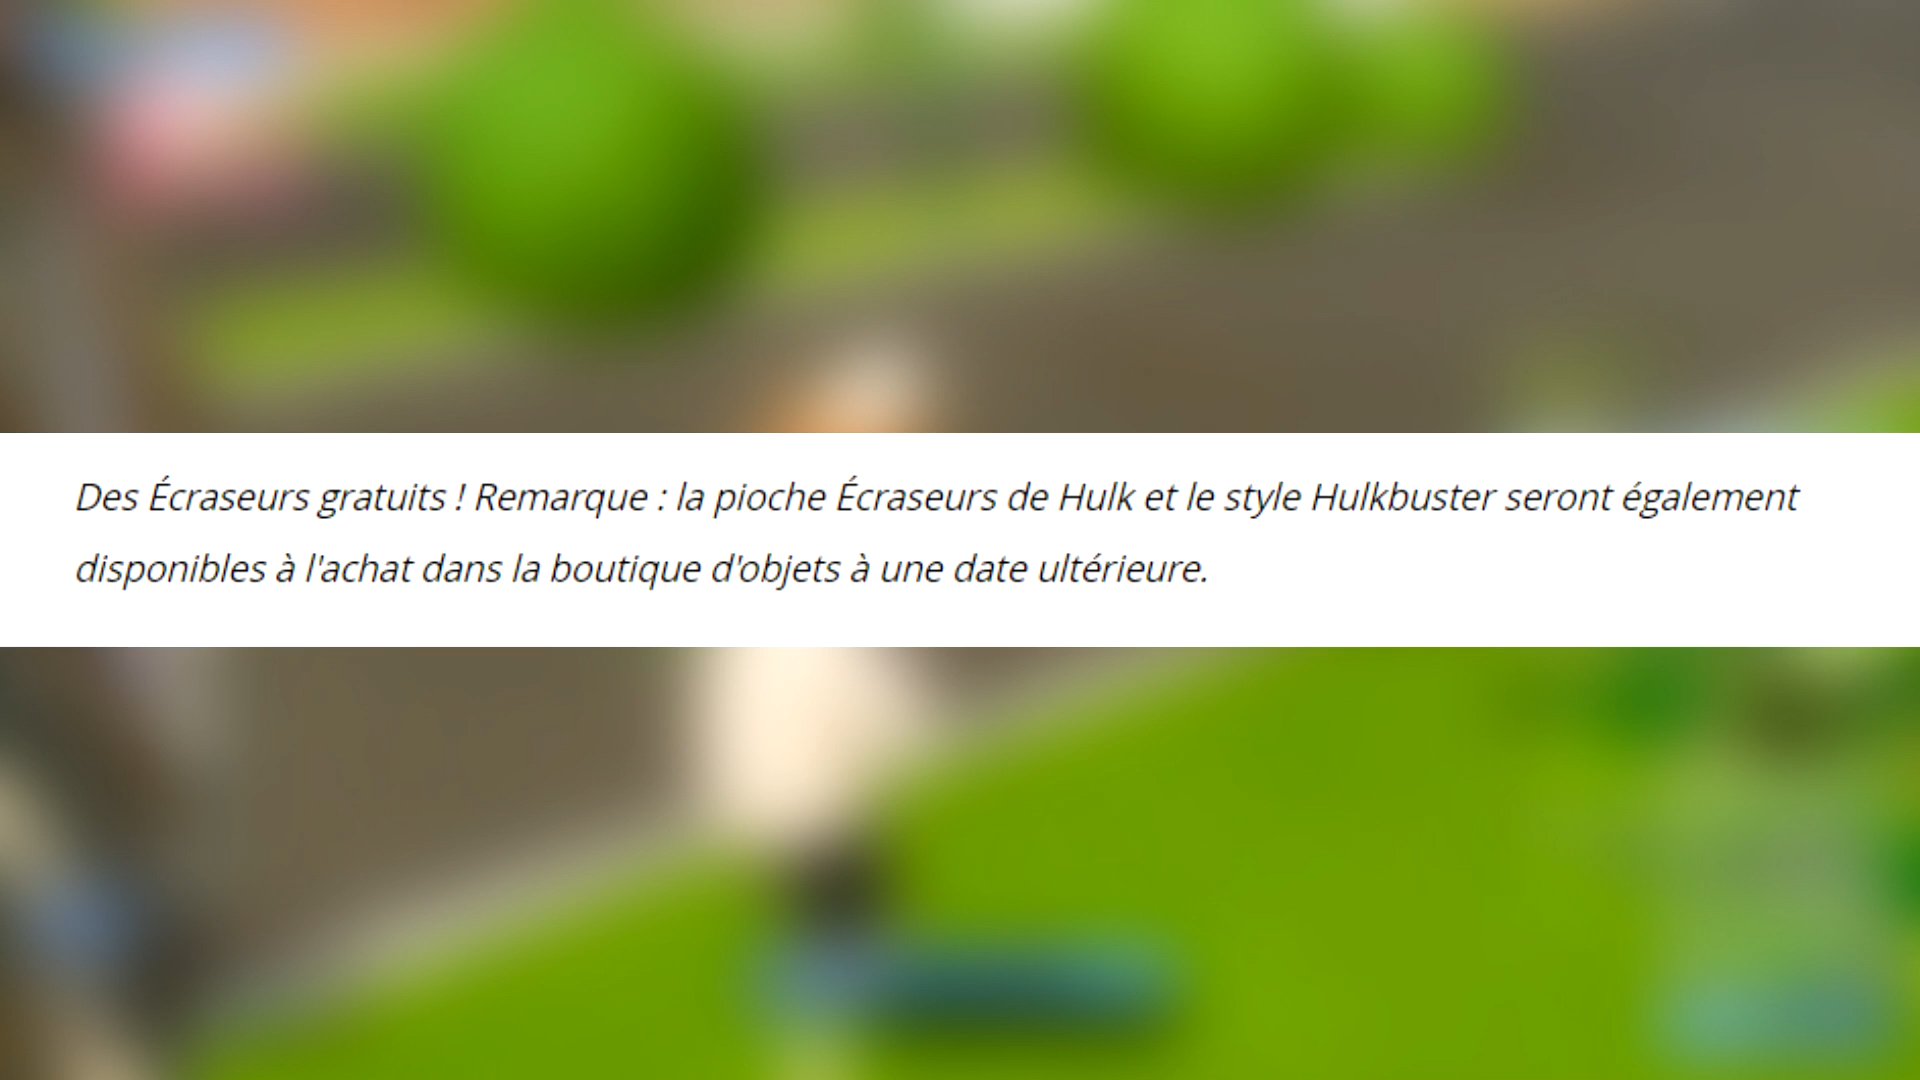 Des Écraseurs gratuits ! Remarque : la pioche Écraseurs de Hulk et le style Hulkbuster seront également
disponibles à l'achat dans la boutique d'objets à une date ultérieure.